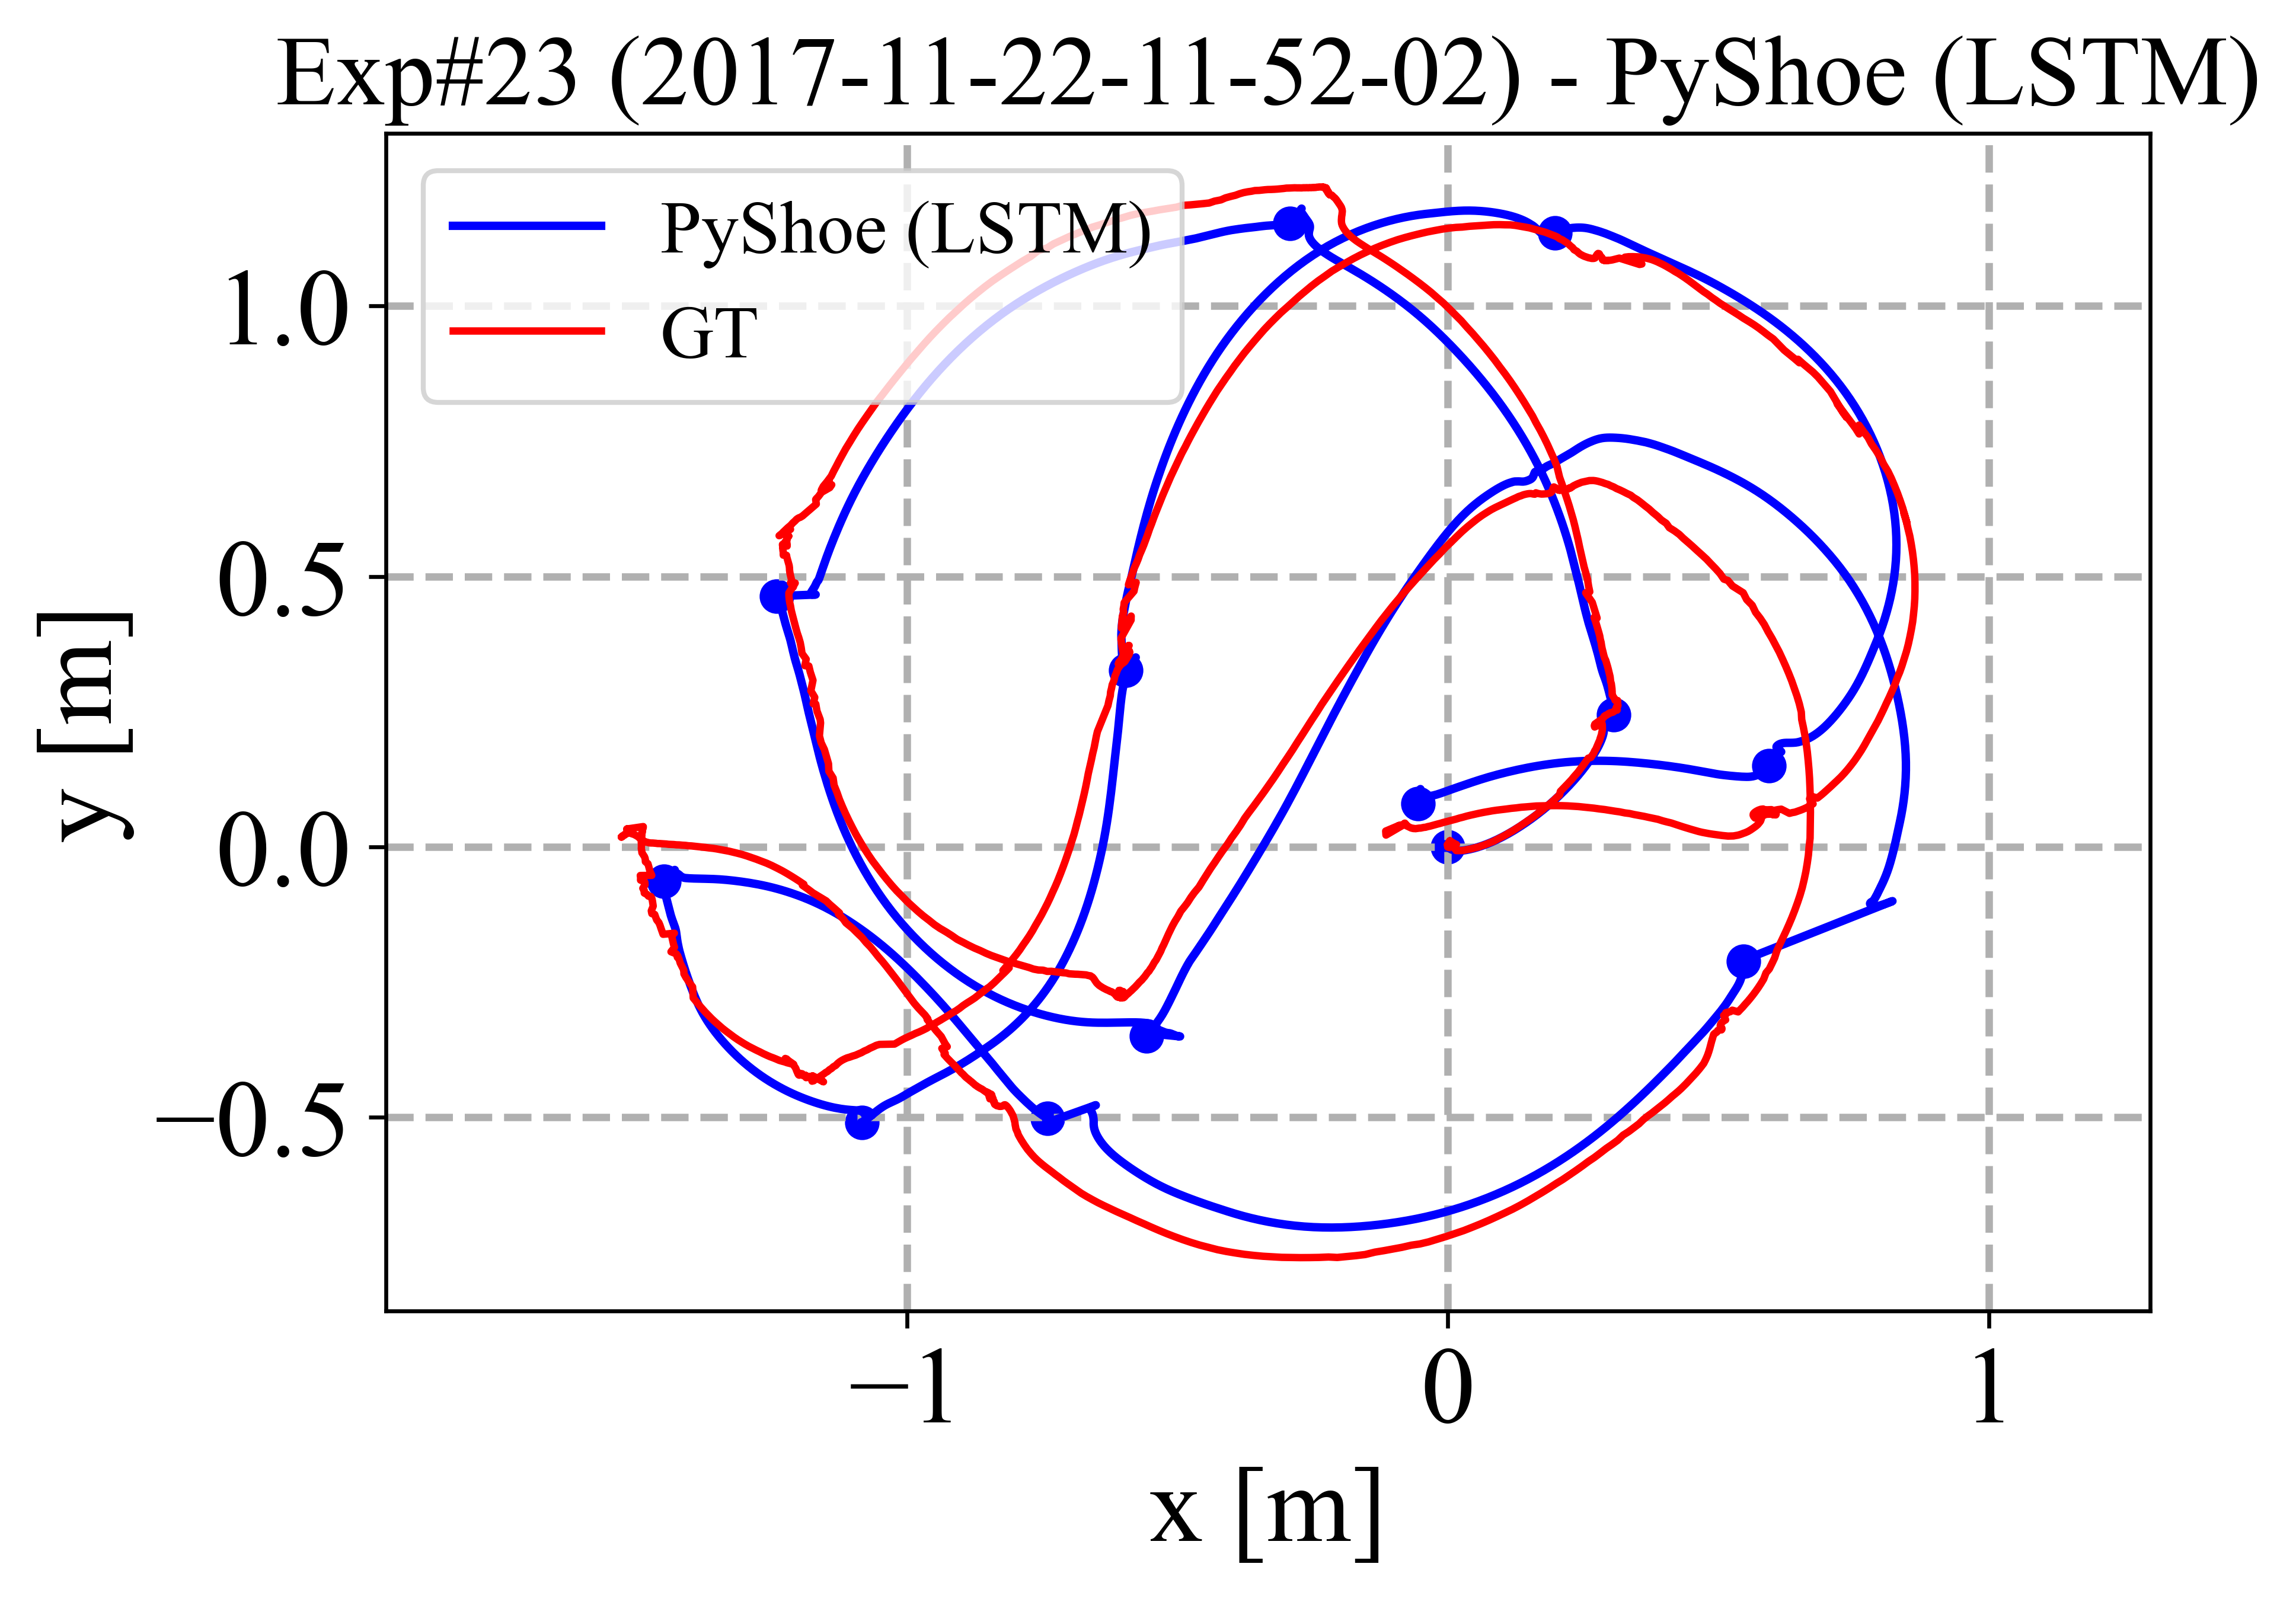 Exp#23 (2017-11-22-11-52-02) - PyShoe (LSTM)
PyShoe (LSTM)
GT
y [m]
1.0
0.5
0.0
−0.5
−1
0
1
x [m]